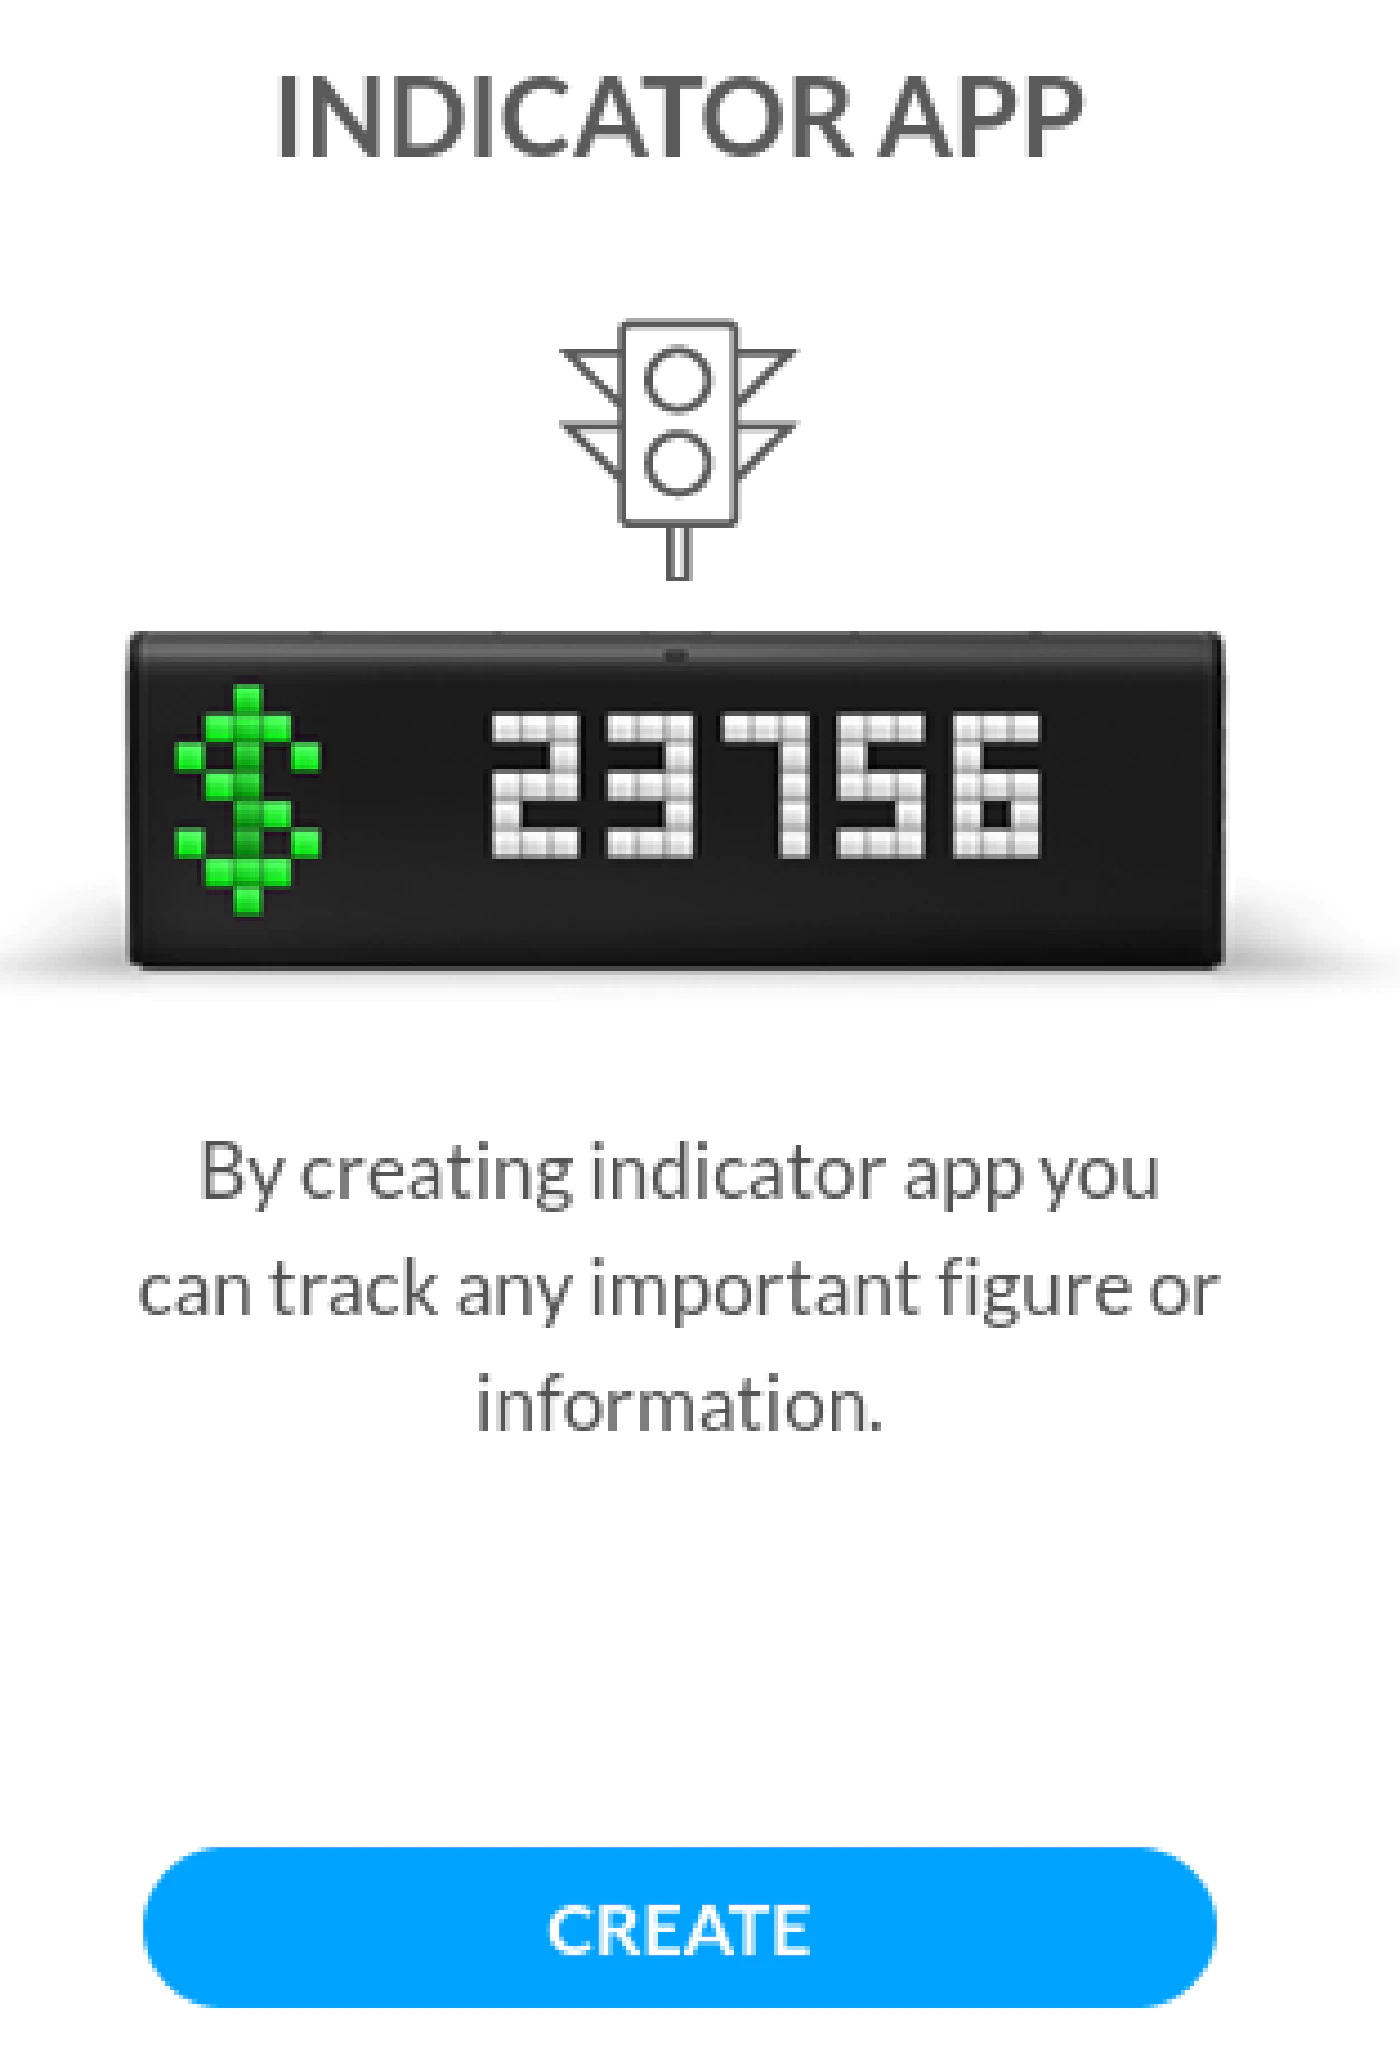 INDICATOR APP
$ 23756
By creating indicator app you
can track any important figure or
information.
CREATE